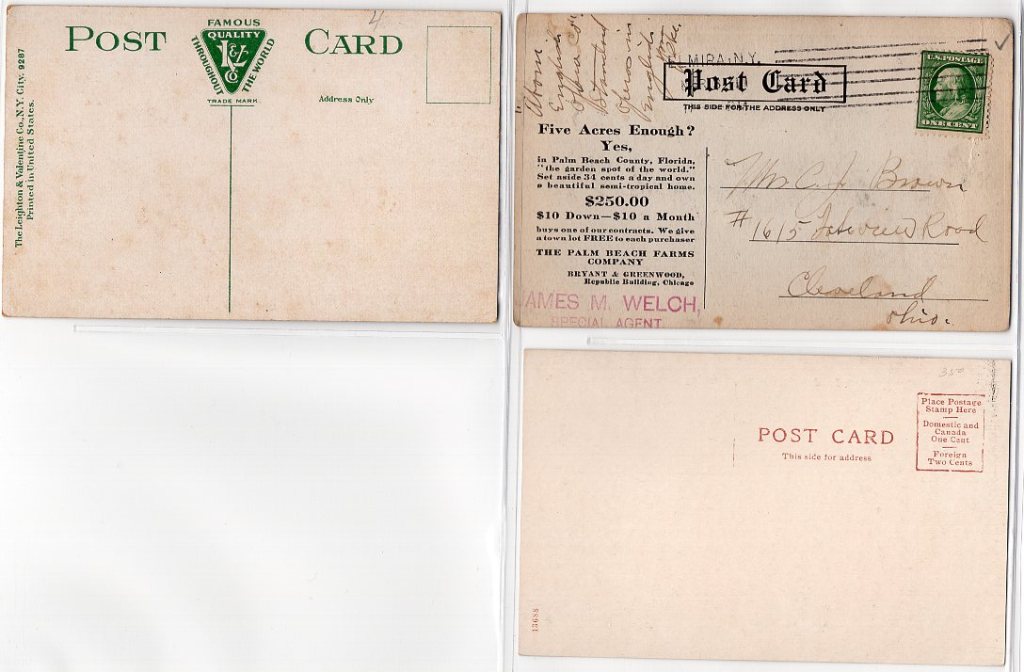 POST CARD
4
FAMOUS
QUALITY
THROUGHOUT THE WORLD
L&V Co
TRADE MARK
Address Only
The Leighton & Valentine Co., N.Y. City, 9287
Printed in United States.
ELMIRA, N.Y.
Post Card
THIS SIDE FOR THE ADDRESS ONLY
U.S. POSTAGE
ONE CENT
Five Acres Enough?
Yes,
in Palm Beach County, Florida,
"the garden spot of the world."
Set aside 34 cents a day and own
a beautiful semi-tropical home.
$250.00
$10 Down—$10 a Month
buys one of our contracts. We give
a town lot FREE to each purchaser
THE PALM BEACH FARMS
COMPANY
BRYANT & GREENWOOD,
Republic Building, Chicago
JAMES M. WELCH,
SPECIAL AGENT
Mr C. J. Brown
#1615 Road
Cleveland
Ohio.
350
Place Postage
Stamp Here
Domestic and
Canada
One Cent
Foreign
Two Cents
POST CARD
This side for address
13688